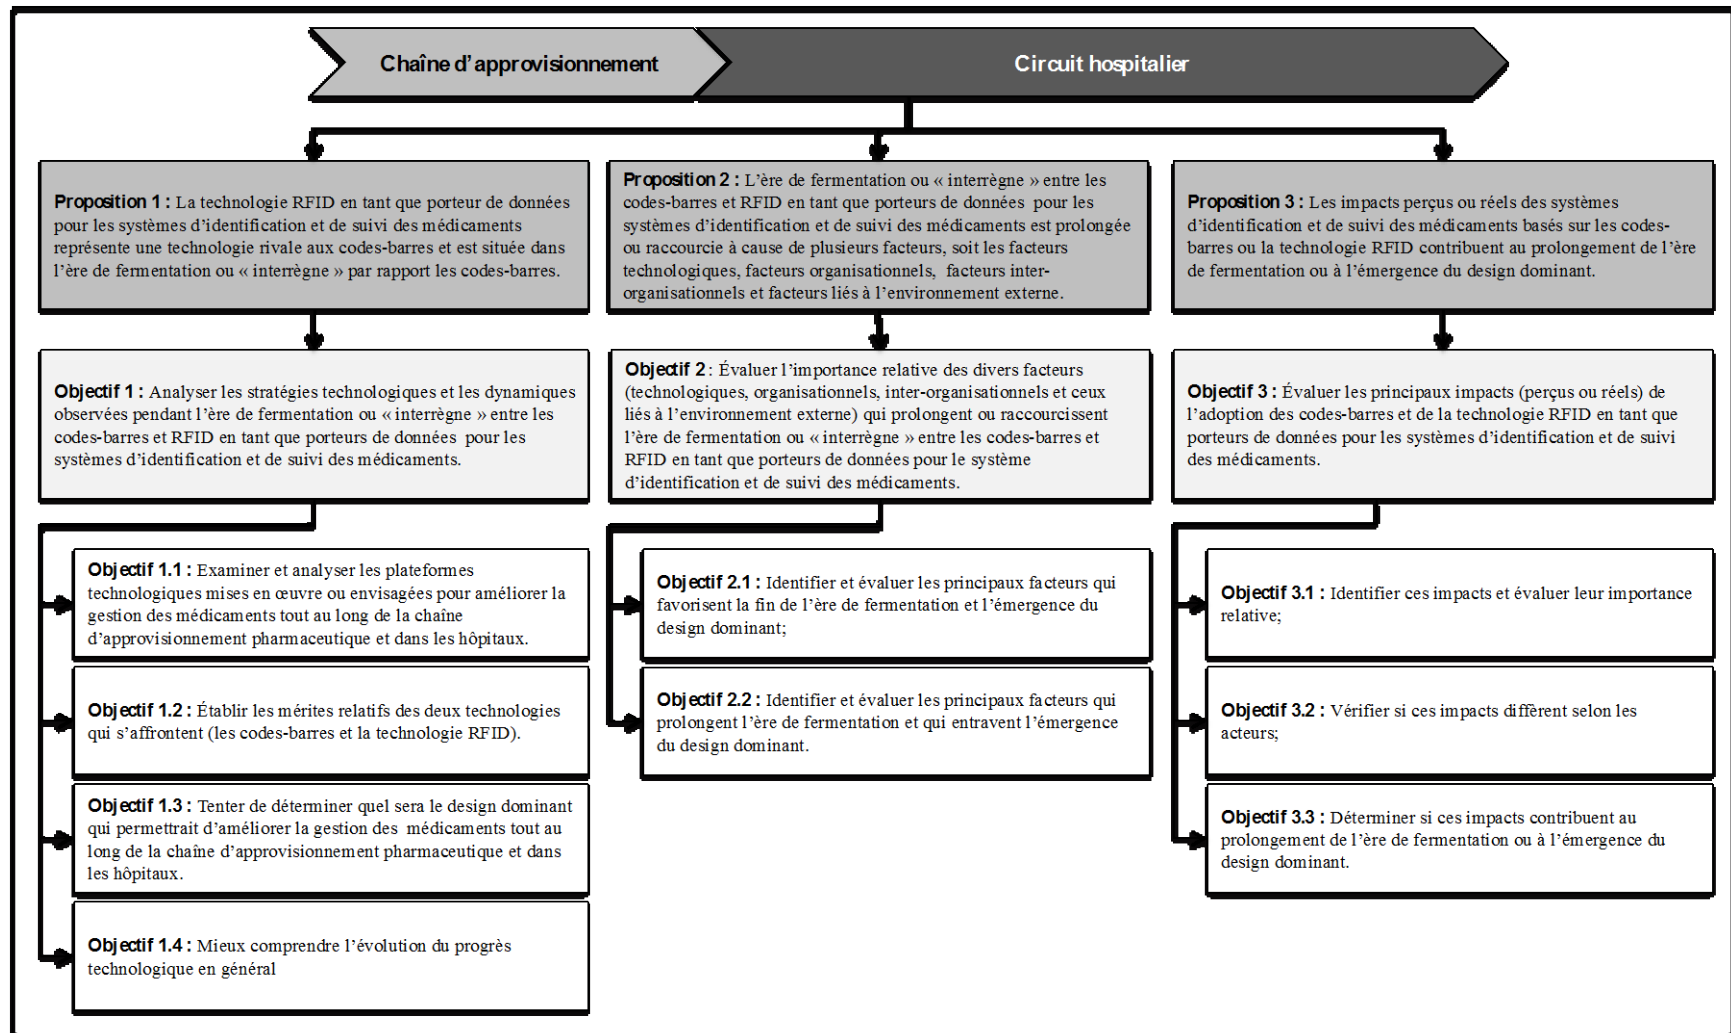 Chaîne d'approvisionnement
Circuit hospitalier
Proposition 1 : La technologie RFID en tant que porteur de données
pour les systèmes d'identification et de suivi des médicaments
représente une technologie rivale aux codes-barres et est située dans
l'ère de fermentation ou « interrègne » par rapport les codes-barres.
Proposition 2 : L'ère de fermentation ou « interrègne » entre les
codes-barres et RFID en tant que porteurs de données pour les
systèmes d'identification et de suivi des médicaments est prolongée
ou raccourcie à cause de plusieurs facteurs, soit les facteurs
technologiques, facteurs organisationnels, facteurs inter-
organisationnels et facteurs liés à l'environnement externe.
Proposition 3 : Les impacts perçus ou réels des systèmes
d'identification et de suivi des médicaments basés sur les codes-
barres ou la technologie RFID contribuent au prolongement de l'ère
de fermentation ou à l'émergence du design dominant.
Objectif 1 : Analyser les stratégies technologiques et les dynamiques
observées pendant l'ère de fermentation ou « interrègne » entre les
codes-barres et RFID en tant que porteurs de données pour les
systèmes d'identification et de suivi des médicaments.
Objectif 2 : Évaluer l'importance relative des divers facteurs
(technologiques, organisationnels, inter-organisationnels et ceux
liés à l'environnement externe) qui prolongent ou raccourcissent
l'ère de fermentation ou « interrègne » entre les codes-barres et
RFID en tant que porteurs de données pour le système
d'identification et de suivi des médicaments.
Objectif 3 : Évaluer les principaux impacts (perçus ou réels) de
l'adoption des codes-barres et de la technologie RFID en tant que
porteurs de données pour les systèmes d'identification et de suivi
des médicaments.
Objectif 1.1 : Examiner et analyser les plateformes
technologiques mises en œuvre ou envisagées pour améliorer la
gestion des médicaments tout au long de la chaîne
d'approvisionnement pharmaceutique et dans les hôpitaux.
Objectif 1.2 : Établir les mérites relatifs des deux technologies
qui s'affrontent (les codes-barres et la technologie RFID).
Objectif 1.3 : Tenter de déterminer quel sera le design dominant
qui permettrait d'améliorer la gestion des médicaments tout au
long de la chaîne d'approvisionnement pharmaceutique et dans
les hôpitaux.
Objectif 1.4 : Mieux comprendre l'évolution du progrès
technologique en général
Objectif 2.1 : Identifier et évaluer les principaux facteurs qui
favorisent la fin de l'ère de fermentation et l'émergence du
design dominant;
Objectif 2.2 : Identifier et évaluer les principaux facteurs qui
prolongent l'ère de fermentation et qui entravent l'émergence
du design dominant.
Objectif 3.1 : Identifier ces impacts et évaluer leur importance
relative;
Objectif 3.2 : Vérifier si ces impacts diffèrent selon les
acteurs;
Objectif 3.3 : Déterminer si ces impacts contribuent au
prolongement de l'ère de fermentation ou à l'émergence du
design dominant.